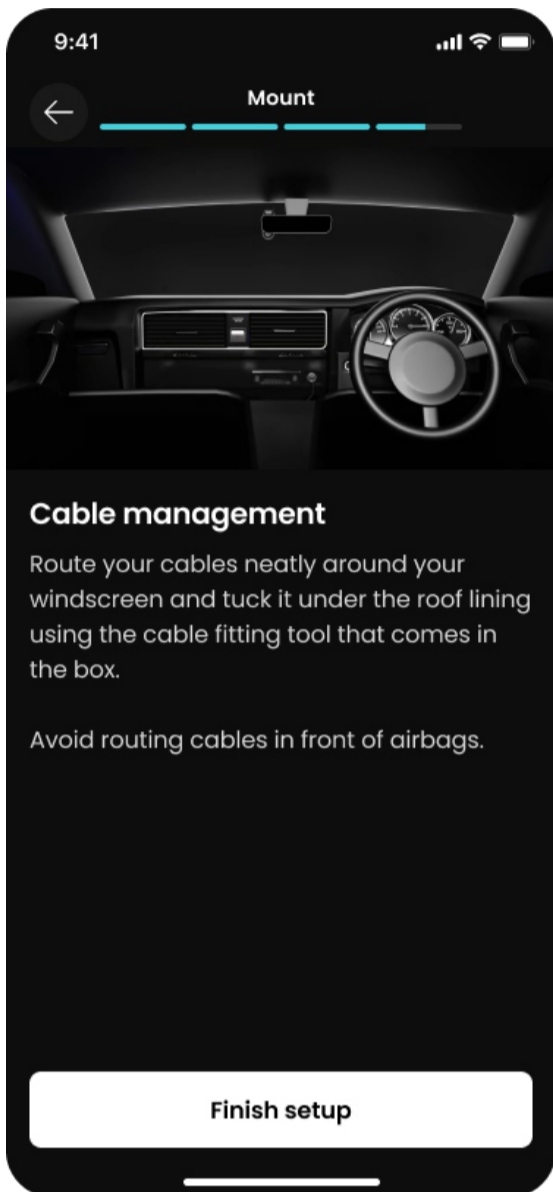 9:41
Mount
Cable management
Route your cables neatly around your
windscreen and tuck it under the roof lining
using the cable fitting tool that comes in
the box.
Avoid routing cables in front of airbags.
Finish setup